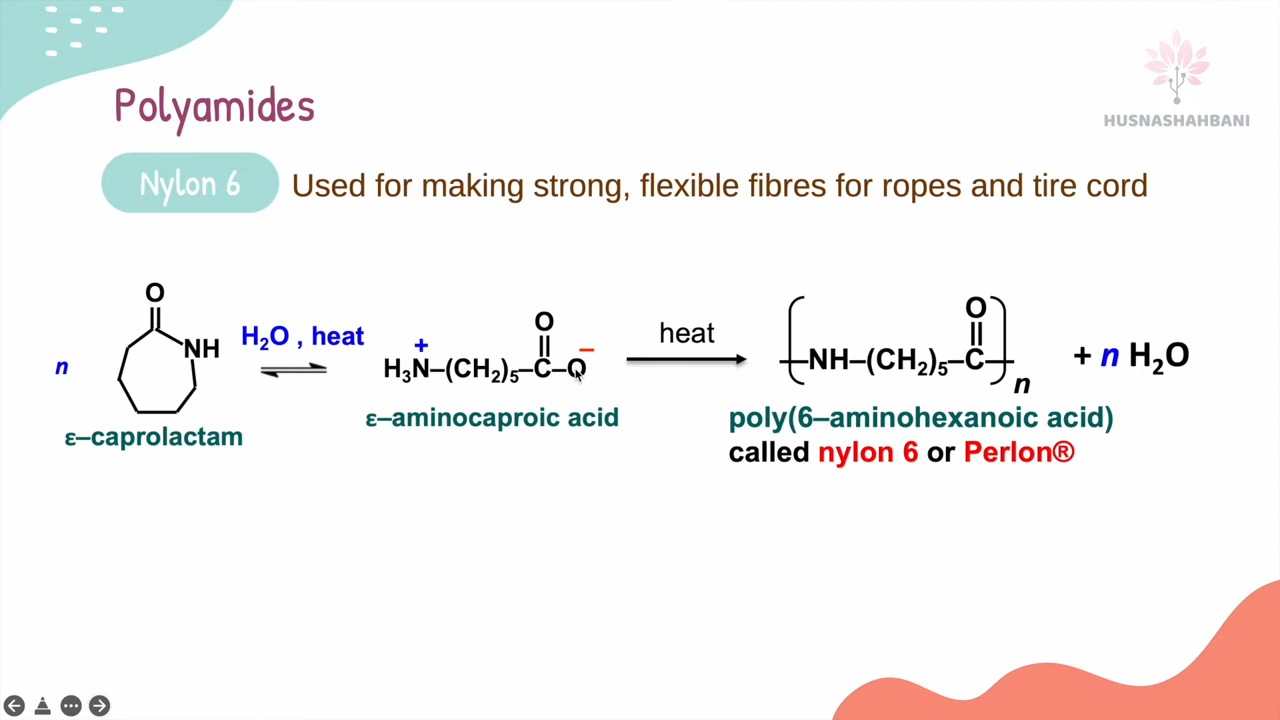 Polyamides
HUSNASHAHBANI
Nylon 6 Used for making strong, flexible fibres for ropes and tire cord
n
O
NH
ε–caprolactam
H₂O , heat
+ O –
H₃N–(CH₂)₅–C–O
ε–aminocaproic acid
heat
O
NH–(CH₂)₅–C
n
+ n H₂O
poly(6–aminohexanoic acid)
called nylon 6 or Perlon®